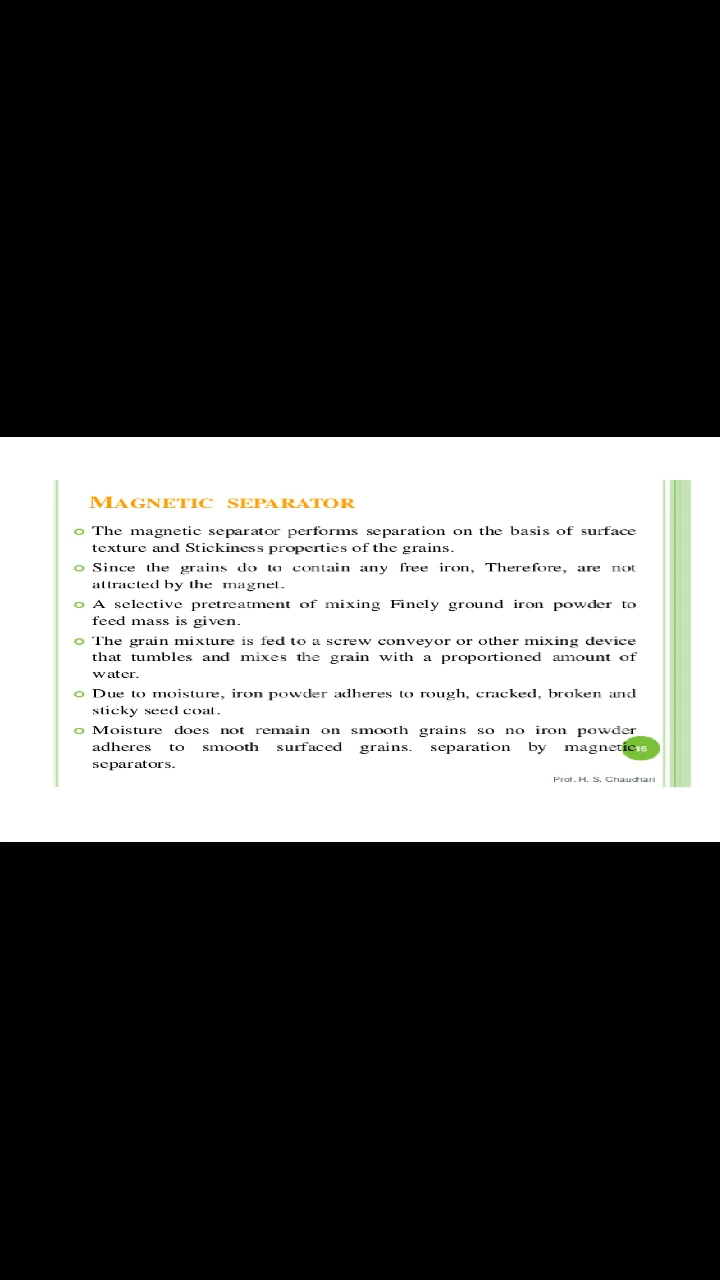 MAGNETIC SEPARATOR
The magnetic separator performs separation on the basis of surface
texture and Stickiness properties of the grains.
Since the grains do to contain any free iron, Therefore, are not
attracted by the magnet.
A selective pretreatment of mixing Finely ground iron powder to
feed mass is given.
The grain mixture is fed to a screw conveyor or other mixing device
that tumbles and mixes the grain with a proportioned amount of
water.
Due to moisture, iron powder adheres to rough, cracked, broken and
sticky seed coat.
Moisture does not remain on smooth grains so no iron powder
adheres to smooth surfaced grains. separation by magnetic
separators.
Prof. H. S. Chaudhari